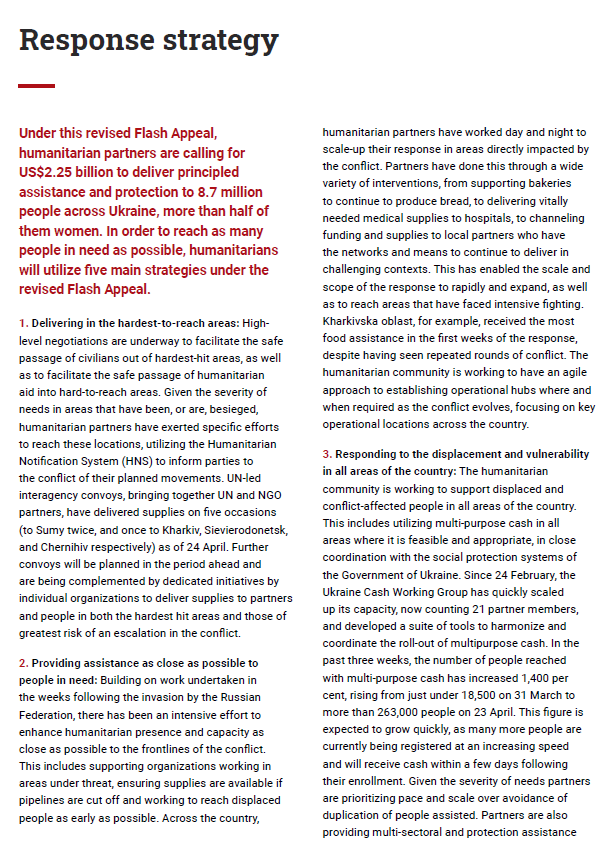 Response strategy
Under this revised Flash Appeal,
humanitarian partners are calling for
US$2.25 billion to deliver principled
assistance and protection to 8.7 million
people across Ukraine, more than half of
them women. In order to reach as many
people in need as possible, humanitarians
will utilize five main strategies under the
revised Flash Appeal.
1. Delivering in the hardest-to-reach areas: High-
level negotiations are underway to facilitate the safe
passage of civilians out of hardest-hit areas, as well
as to facilitate the safe passage of humanitarian
aid into hard-to-reach areas. Given the severity of
needs in areas that have been, or are, besieged,
humanitarian partners have exerted specific efforts
to reach these locations, utilizing the Humanitarian
Notification System (HNS) to inform parties to
the conflict of their planned movements. UN-led
interagency convoys, bringing together UN and NGO
partners, have delivered supplies on five occasions
(to Sumy twice, and once to Kharkiv, Sievierodonetsk,
and Chernihiv respectively) as of 24 April. Further
convoys will be planned in the period ahead and
are being complemented by dedicated initiatives by
individual organizations to deliver supplies to partners
and people in both the hardest hit areas and those of
greatest risk of an escalation in the conflict.
2. Providing assistance as close as possible to
people in need: Building on work undertaken in
the weeks following the invasion by the Russian
Federation, there has been an intensive effort to
enhance humanitarian presence and capacity as
close as possible to the frontlines of the conflict.
This includes supporting organizations working in
areas under threat, ensuring supplies are available if
pipelines are cut off and working to reach displaced
people as early as possible. Across the country,
humanitarian partners have worked day and night to
scale-up their response in areas directly impacted by
the conflict. Partners have done this through a wide
variety of interventions, from supporting bakeries
to continue to produce bread, to delivering vitally
needed medical supplies to hospitals, to channeling
funding and supplies to local partners who have
the networks and means to continue to deliver in
challenging contexts. This has enabled the scale and
scope of the response to rapidly and expand, as well
as to reach areas that have faced intensive fighting.
Kharkivska oblast, for example, received the most
food assistance in the first weeks of the response,
despite having seen repeated rounds of conflict. The
humanitarian community is working to have an agile
approach to establishing operational hubs where and
when required as the conflict evolves, focusing on key
operational locations across the country.
3. Responding to the displacement and vulnerability
in all areas of the country: The humanitarian
community is working to support displaced and
conflict-affected people in all areas of the country.
This includes utilizing multi-purpose cash in all
areas where it is feasible and appropriate, in close
coordination with the social protection systems of
the Government of Ukraine. Since 24 February, the
Ukraine Cash Working Group has quickly scaled
up its capacity, now counting 21 partner members,
and developed a suite of tools to harmonize and
coordinate the roll-out of multipurpose cash. In the
past three weeks, the number of people reached
with multi-purpose cash has increased 1,400 per
cent, rising from just under 18,500 on 31 March to
more than 263,000 people on 23 April. This figure is
expected to grow quickly, as many more people are
currently being registered at an increasing speed
and will receive cash within a few days following
their enrollment. Given the severity of needs partners
are prioritizing pace and scale over avoidance of
duplication of people assisted. Partners are also
providing multi-sectoral and protection assistance